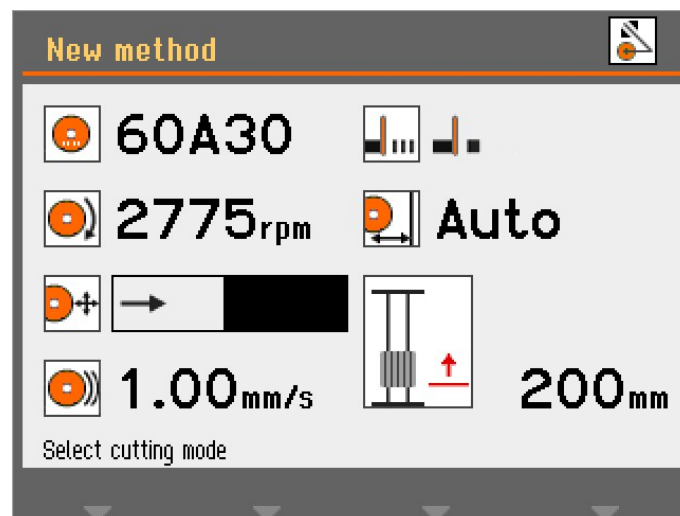 New method
60A30
2775rpm
Auto
1.00mm/s
200mm
Select cutting mode